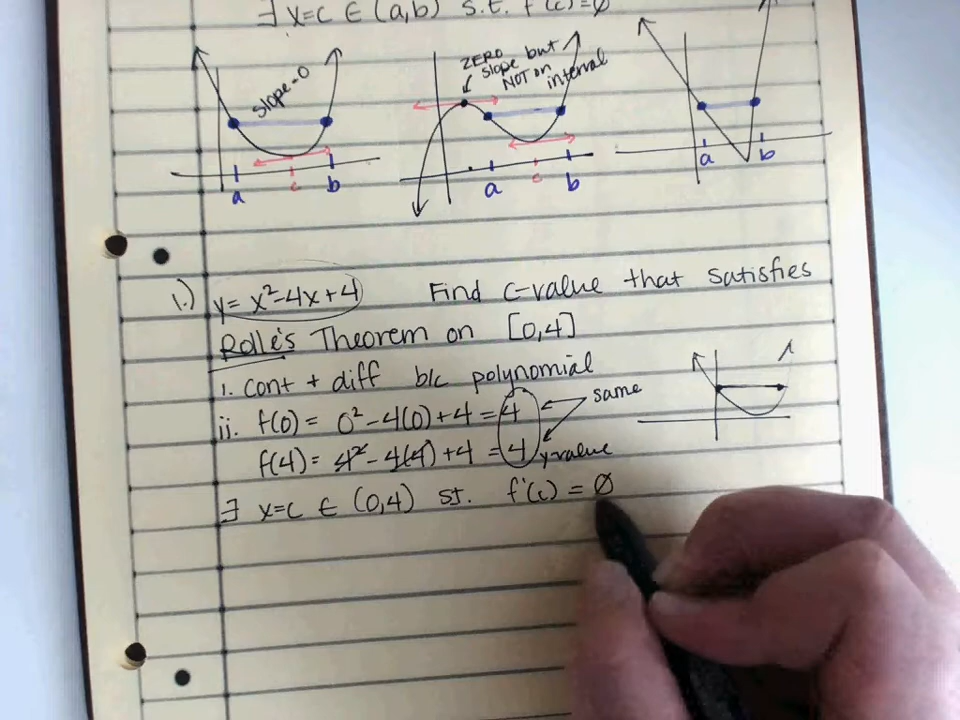 ∃ x=c ∈ (a,b) s.t. f'(c)=∅
slope=0
a c b
ZERO
slope but
NOT on
interval
a c b
a b
1.) y= x²-4x+4 Find c-value that satisfies
Rolle's Theorem on [0,4]
i. cont + diff b/c polynomial
ii. f(0) = 0²-4(0)+4=4 same
f(4) = 4²-4(4)+4=4 y-value
∃ x=c ∈ (0,4) st. f'(c) = ∅